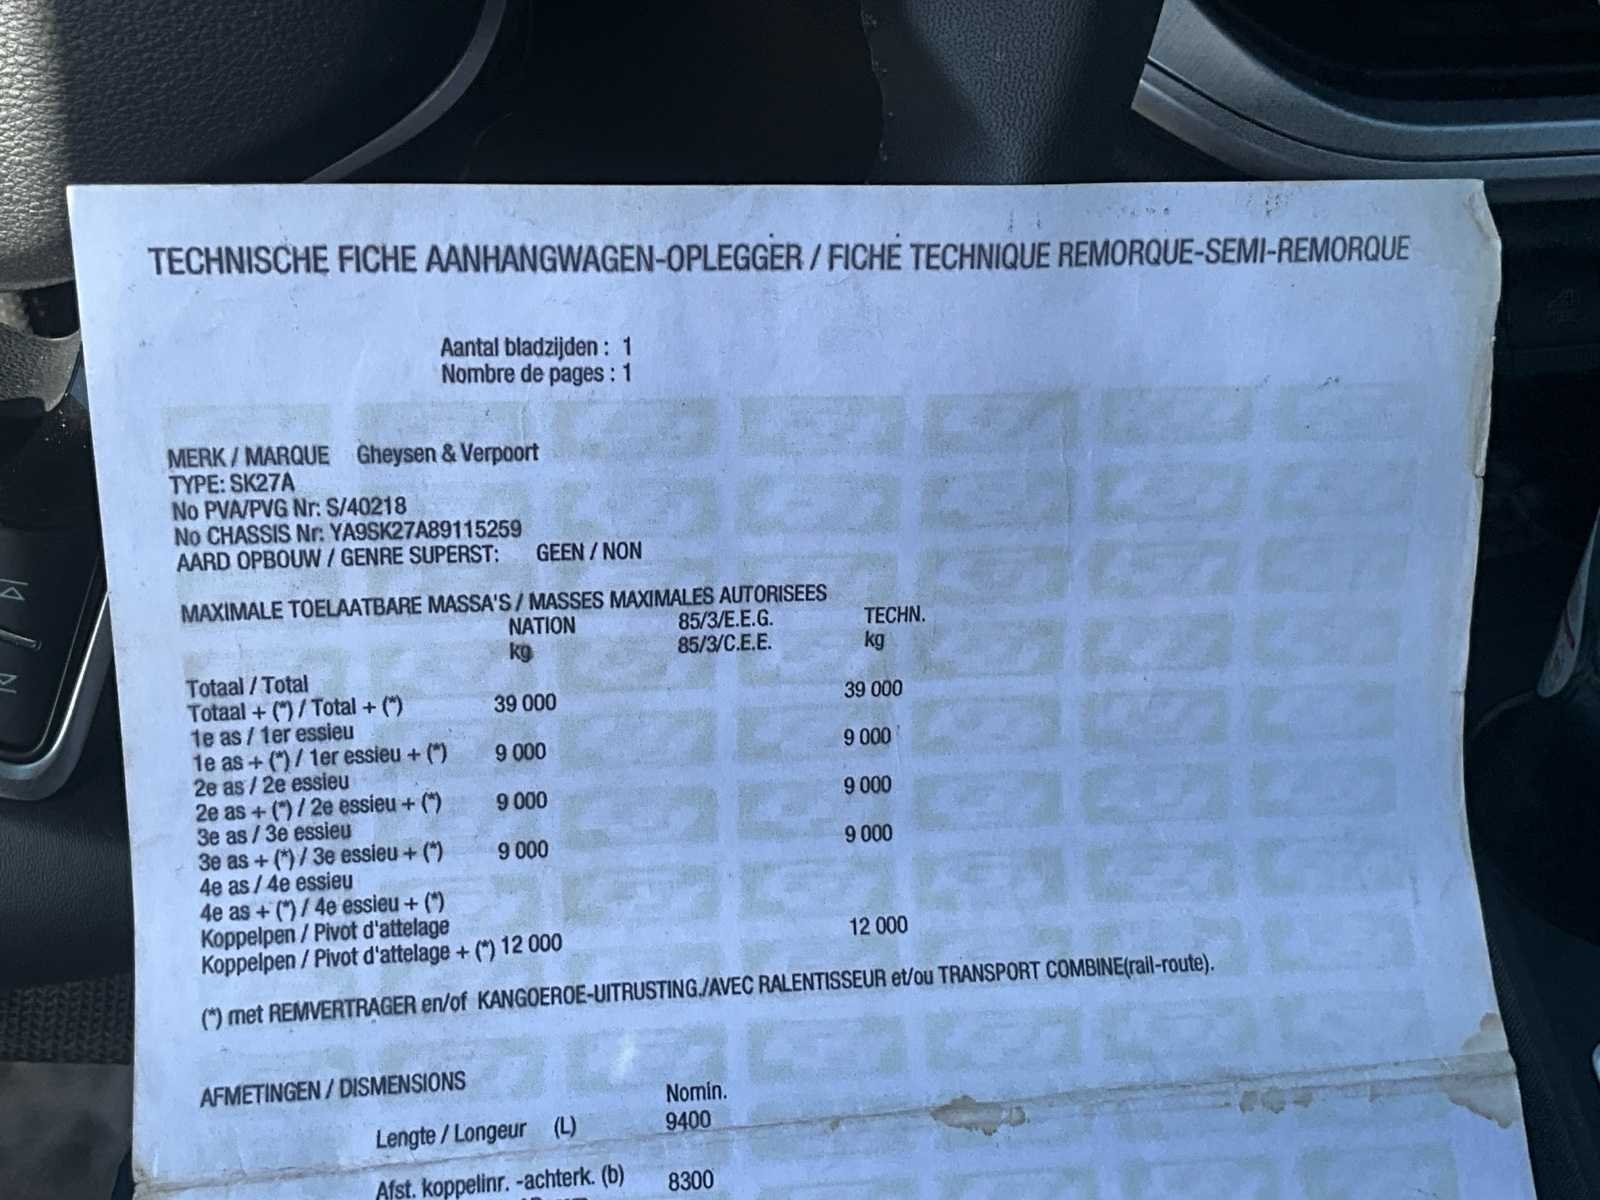 TECHNISCHE FICHE AANHANGWAGEN-OPLEGGER / FICHE TECHNIQUE REMORQUE-SEMI-REMORQUE
Aantal bladzijden : 1
Nombre de pages : 1
MERK / MARQUE Gheysen & Verpoort
TYPE: SK27A
No PVA/PVG Nr: S/40218
No CHASSIS Nr: YA9SK27A89115259
AARD OPBOUW / GENRE SUPERST: GEEN / NON
MAXIMALE TOELAATBARE MASSA'S / MASSES MAXIMALES AUTORISEES
NATION 85/3/E.E.G. TECHN.
kg 85/3/C.E.E. kg
Totaal / Total 39 000
Totaal + (*) / Total + (*) 39 000
1e as / 1er essieu 9 000
1e as + (*) / 1er essieu + (*) 9 000
2e as / 2e essieu 9 000
2e as + (*) / 2e essieu + (*) 9 000
3e as / 3e essieu 9 000
3e as + (*) / 3e essieu + (*) 9 000
4e as / 4e essieu
4e as + (*) / 4e essieu + (*)
Koppelpen / Pivot d'attelage 12 000
Koppelpen / Pivot d'attelage + (*) 12 000
(*) met REMVERTRAGER en/of KANGOEROE-UITRUSTING./AVEC RALENTISSEUR et/ou TRANSPORT COMBINE(rail-route).
AFMETINGEN / DISMENSIONS Nomin.
Lengte / Longeur (L) 9400
Afst. koppelinr. -achterk. (b) 8300